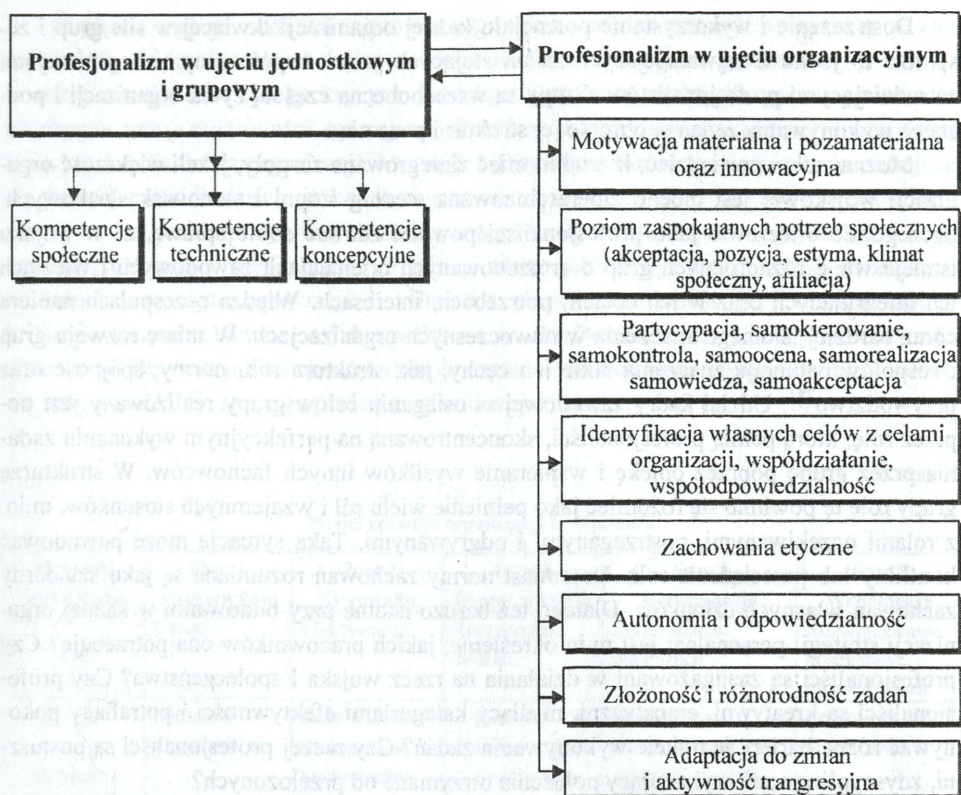 Profesjonalizm w ujęciu jednostkowym
i grupowym
Profesjonalizm w ujęciu organizacyjnym
Kompetencje
społeczne
Kompetencje
techniczne
Kompetencje
koncepcyjne
Motywacja materialna i pozamaterialna
oraz innowacyjna
Poziom zaspokajanych potrzeb społecznych
(akceptacja, pozycja, estyma, klimat
społeczny, afiliacja)
Partycypacja, samokierowanie,
samokontrola, samoocena, samorealizacja
samowiedza, samoakceptacja
Identyfikacja własnych celów z celami
organizacji, współdziałanie,
współodpowiedzialność
Zachowania etyczne
Autonomia i odpowiedzialność
Złożoność i różnorodność zadań
Adaptacja do zmian
i aktywność trangresyjna